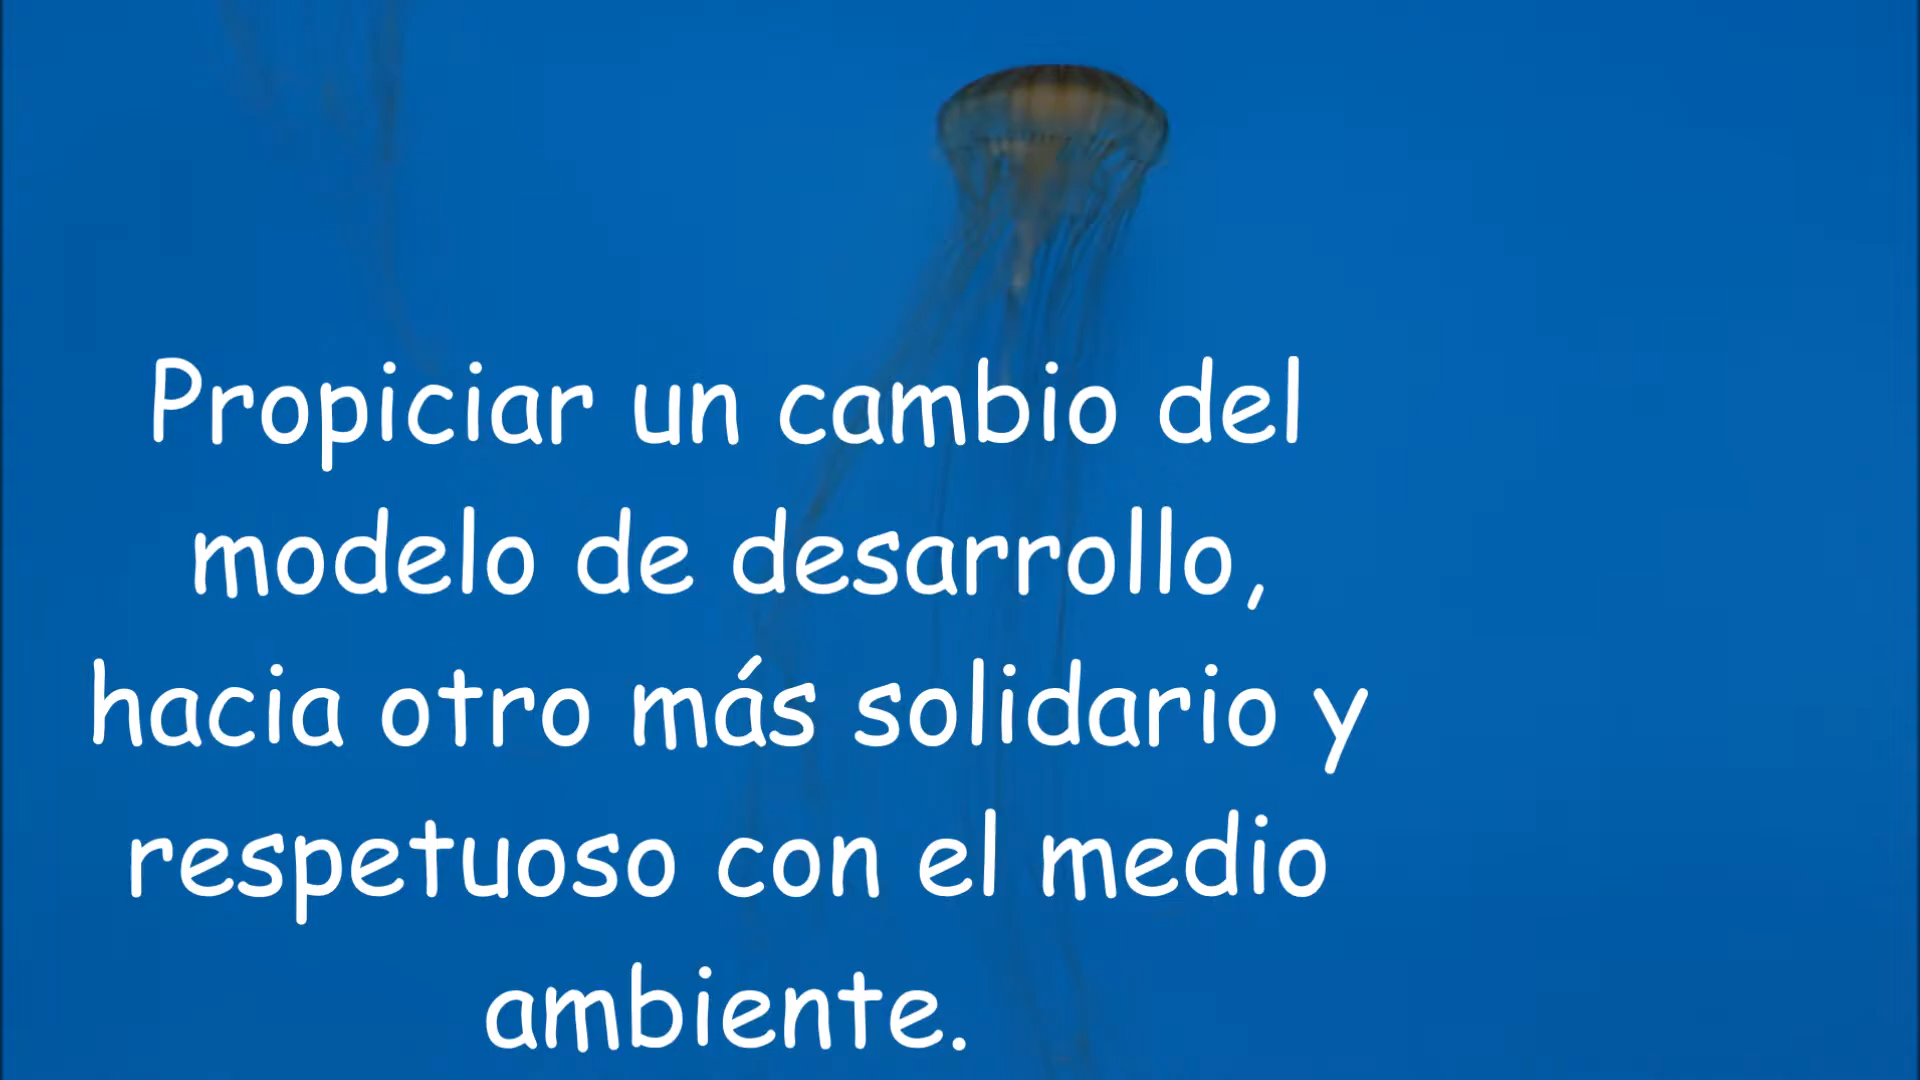 Propiciar un cambio del
modelo de desarrollo,
hacia otro más solidario y
respetuoso con el medio
ambiente.